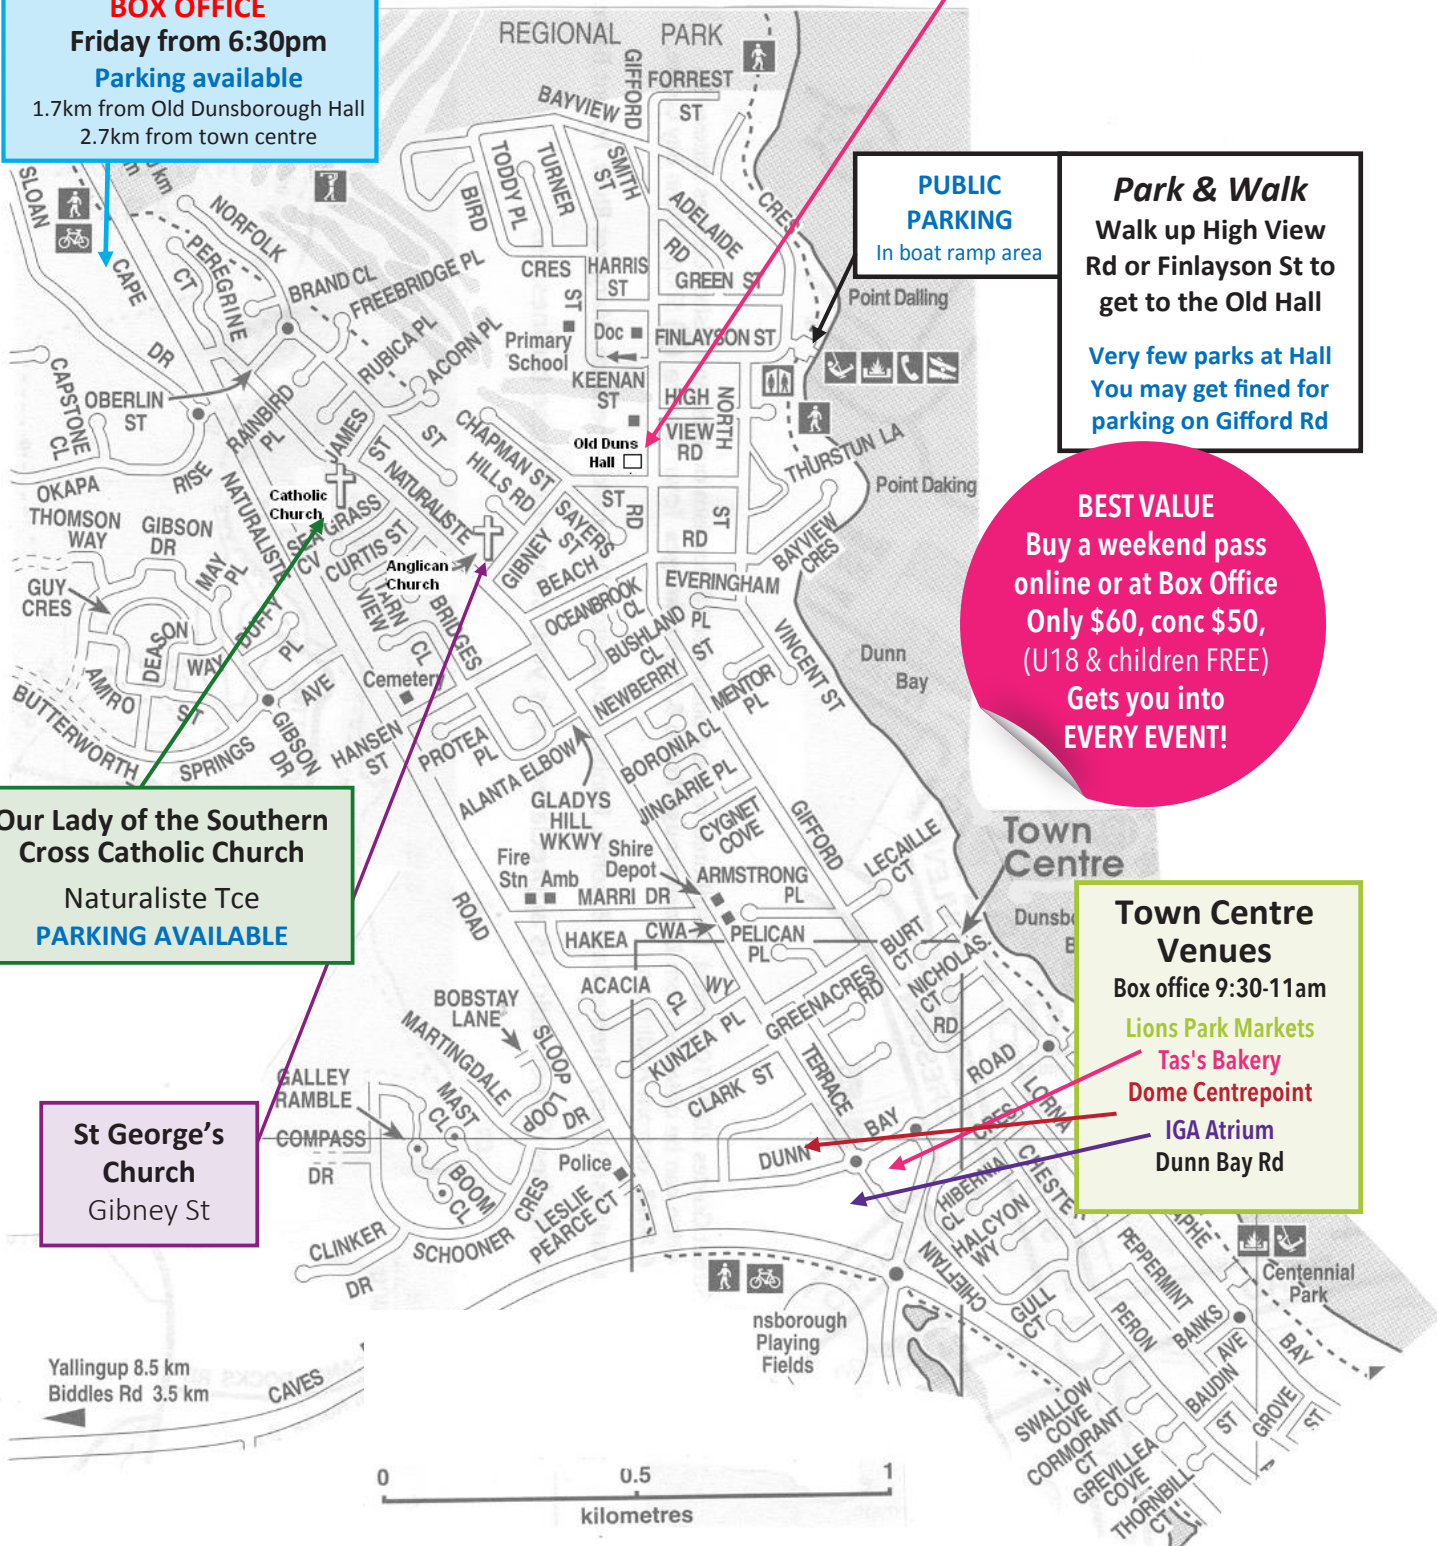 BOX OFFICE
Friday from 6:30pm
Parking available
1.7km from Old Dunsborough Hall
2.7km from town centre
REGIONAL PARK
GIFFORD
FORREST
ST
BAYVIEW
CRES
TODDY PL
TURNER
SMITH
ST
BIRD
CRES
ST
ADELAIDE
RD
HARRIS
ST
GREEN ST
FINLAYSON ST
Doc
Primary
School
KEENAN
ST
HIGH
VIEW
RD
NORTH
ST
Old Duns
Hall
PUBLIC
PARKING
In boat ramp area
Park & Walk
Walk up High View
Rd or Finlayson St to
get to the Old Hall
Very few parks at Hall
You may get fined for
parking on Gifford Rd
Point Dalling
THURSTUN LA
Point Daking
BAYVIEW
CRES
SLOAN
DR
CAPE
NATURALISTE
ROAD
km
NORFOLK
PEREGRINE
CT
BRAND CL
FREEBRIDGE PL
RUBICA PL
ACORN PL
OBERLIN
ST
RAINBIRD
PL
JAMES
ST
ST
CAPSTONE
CL
OKAPA
RISE
THOMSON
WAY
GIBSON
DR
MAY
PL
GUY
CRES
DEASON
WAY
DUFFY
PL
AMIRO
ST
BUTTERWORTH
SPRINGS
AVE
GIBSON
DR
Catholic
Church
SEAGRASS
CV
CURTIS ST
NATURALISTE
TERRACE
CHAPMAN ST
HILLS RD
Anglican
Church
GIBNEY
ST
SAYERS
ST
BEACH
RD
RD
VIEW
CL
BRIDGES
Cemetery
HANSEN
ST
PROTEA
PL
ALANTA ELBOW
OCEANBROOK
CL
BUSHLAND
CL
EVERINGHAM
PL
NEWBERRY
ST
MENTOR
PL
VINCENT ST
Dunn
Bay
BEST VALUE
Buy a weekend pass
online or at Box Office
Only $60, conc $50,
(U18 & children FREE)
Gets you into
EVERY EVENT!
Our Lady of the Southern
Cross Catholic Church
Naturaliste Tce
PARKING AVAILABLE
GLADYS
HILL
WKWY
BORONIA CL
JINGARIE PL
CYGNET
COVE
GIFFORD
RD
LECAILLE
CT
Town
Centre
Fire
Stn
Amb
Shire
Depot
MARRI DR
ARMSTRONG
PL
HAKEA
WY
CWA
PELICAN
PL
BURT
CT
NICHOLAS
CT
ACACIA
CL
KUNZEA PL
GREENACRES
RD
CLARK ST
BOBSTAY
LANE
MARTINGDALE
SLOOP
LOOP
DR
GALLEY
RAMBLE
MAST
CL
COMPASS
DR
BOOM
CL
CLINKER
DR
SCHOONER
CRES
Police
LESLIE
PEARCE CT
St George’s
Church
Gibney St
Town Centre
Venues
Box office 9:30-11am
Lions Park Markets
Tas's Bakery
Dome Centrepoint
IGA Atrium
Dunn Bay Rd
DUNN
BAY
ROAD
LORNA
CRES
CHESTER
HIBERNIA
CL
HALCYON
WY
CHIEFTAIN
GULL
CT
PERON
AVE
PEPPERMINT
BANKS
BAUDIN
ST
GROVE
ST
BAY
Centennial
Park
nsborough
Playing
Fields
SWALLOW
COVE
CORMORANT
CT
GREVILLEA
COVE
THORNBILL
CT
Yallingup 8.5 km
Biddles Rd 3.5 km
CAVES
0 0.5 1
kilometres